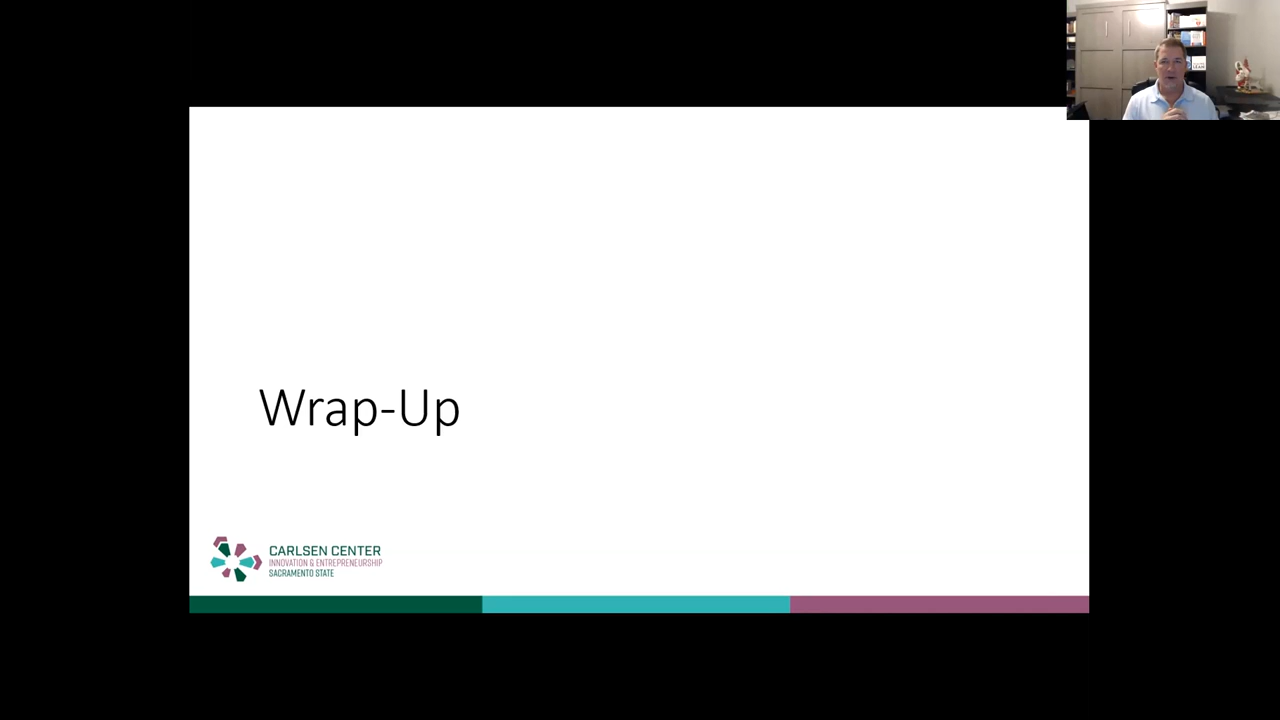 Wrap-Up
CARLSEN CENTER
INNOVATION & ENTREPRENEURSHIP
SACRAMENTO STATE